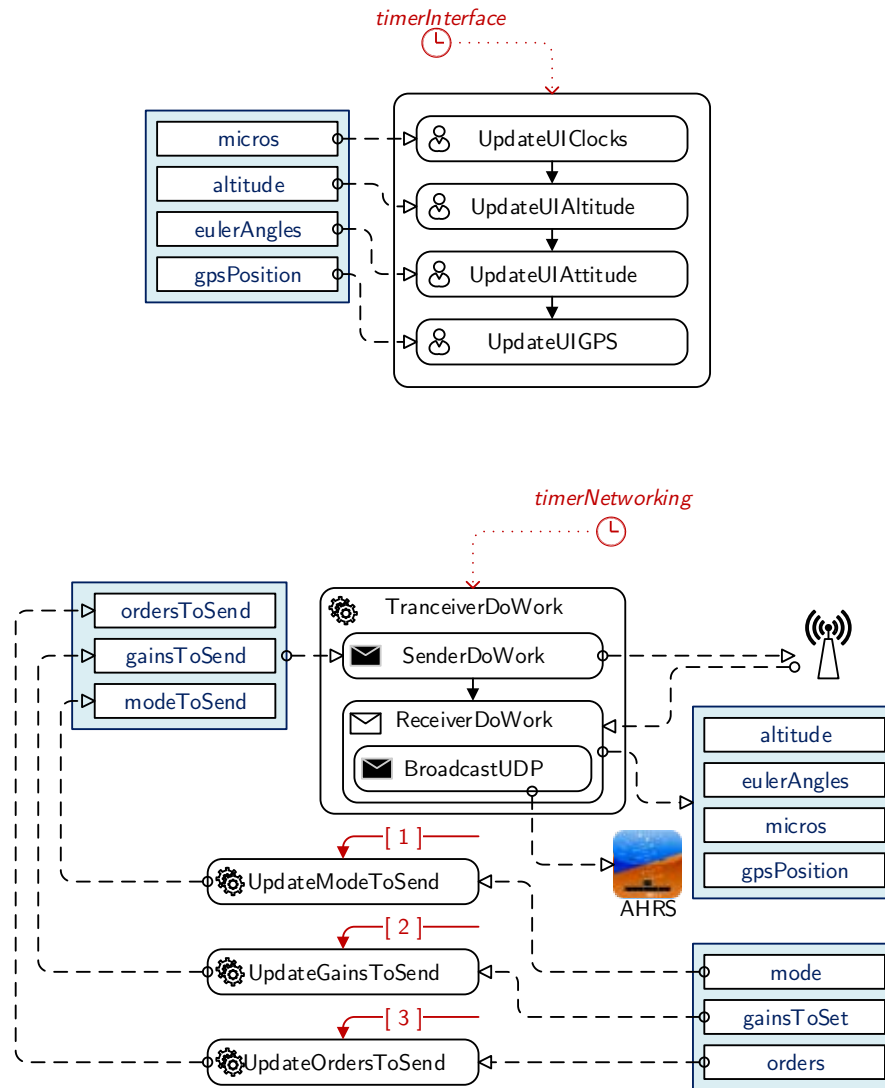 timerInterface
micros
altitude
eulerAngles
gpsPosition
UpdateUIClocks
UpdateUIAltitude
UpdateUIAttitude
UpdateUIGPS
timerNetworking
ordersToSend
gainsToSend
modeToSend
TranceiverDoWork
SenderDoWork
ReceiverDoWork
BroadcastUDP
altitude
eulerAngles
micros
gpsPosition
AHRS
[ 1 ]
UpdateModeToSend
[ 2 ]
UpdateGainsToSend
[ 3 ]
UpdateOrdersToSend
mode
gainsToSet
orders